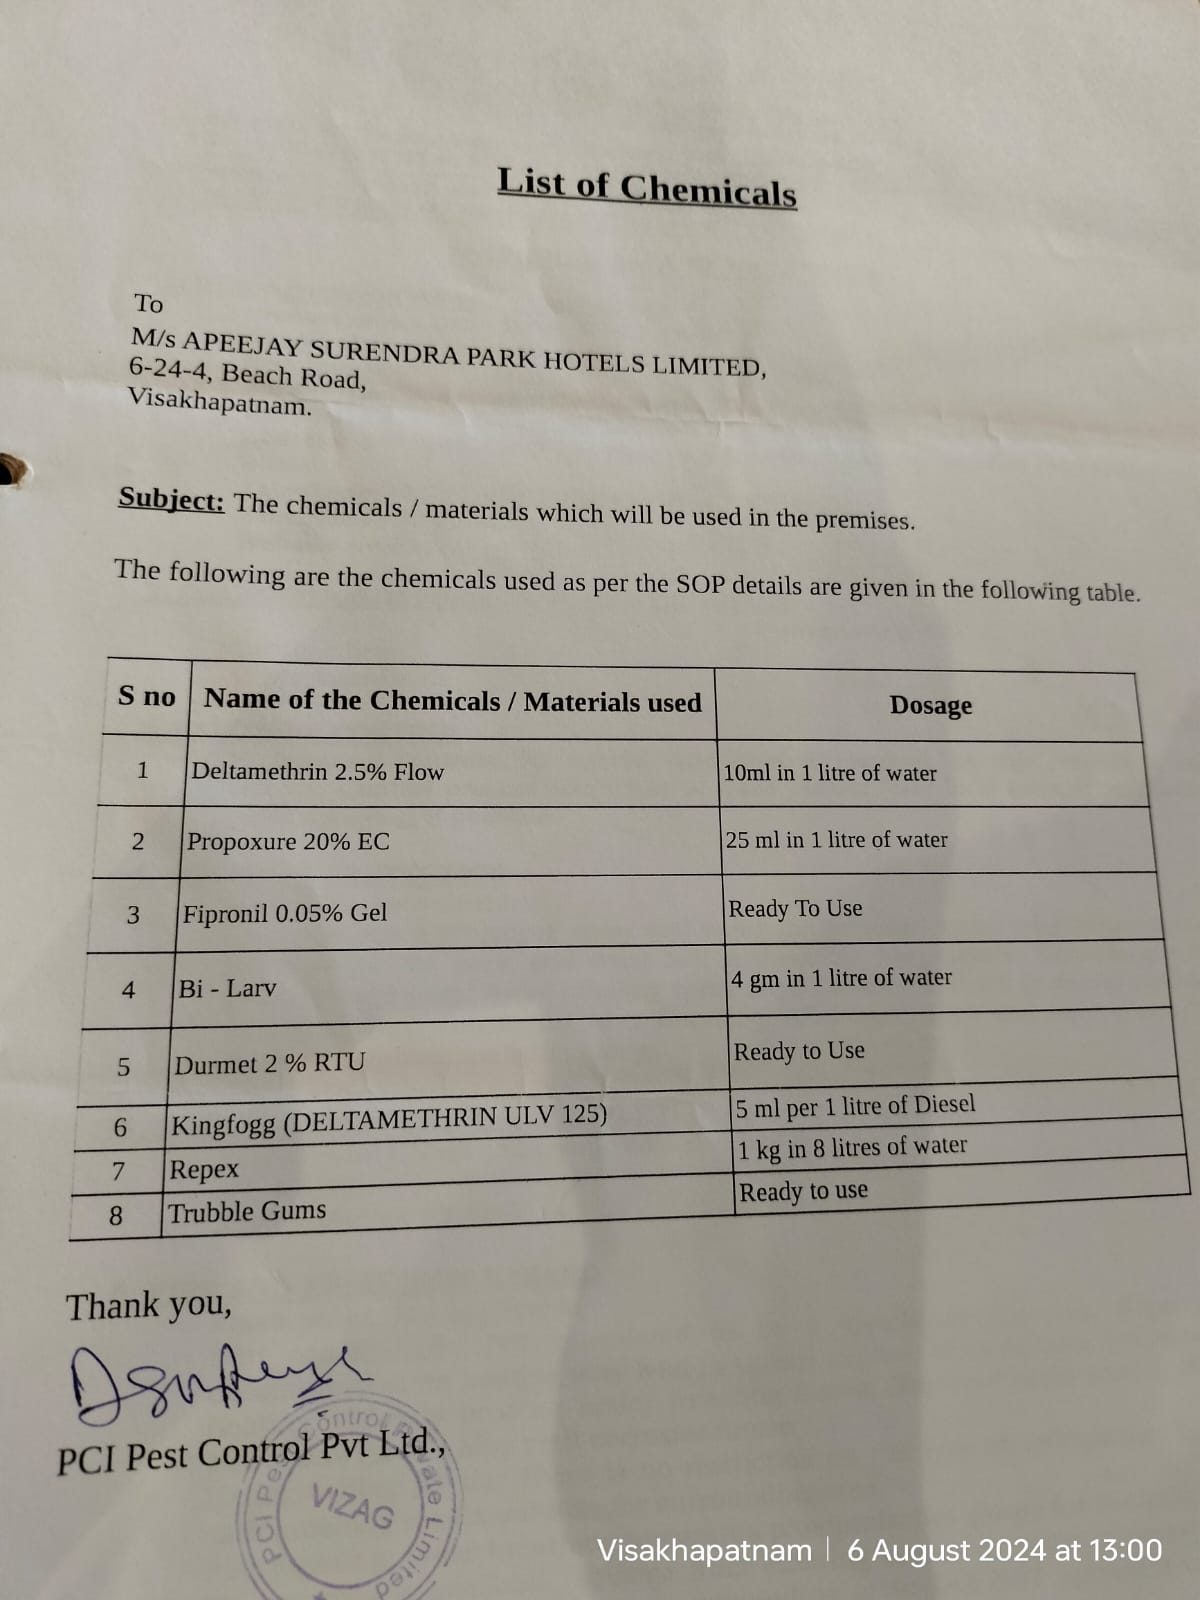 List of Chemicals
To
M/s APEEJAY SURENDRA PARK HOTELS LIMITED,
6-24-4, Beach Road,
Visakhapatnam.
Subject: The chemicals / materials which will be used in the premises.
The following are the chemicals used as per the SOP details are given in the following table.
S no Name of the Chemicals / Materials used Dosage
1 Deltamethrin 2.5% Flow 10ml in 1 litre of water
2 Propoxure 20% EC 25 ml in 1 litre of water
3 Fipronil 0.05% Gel Ready To Use
4 Bi - Larv 4 gm in 1 litre of water
5 Durmet 2 % RTU Ready to Use
6 Kingfogg (DELTAMETHRIN ULV 125) 5 ml per 1 litre of Diesel
7 Repex 1 kg in 8 litres of water
8 Trubble Gums Ready to use
Thank you,
PCI Pest Control Pvt Ltd.,
VIZAG
Visakhapatnam | 6 August 2024 at 13:00